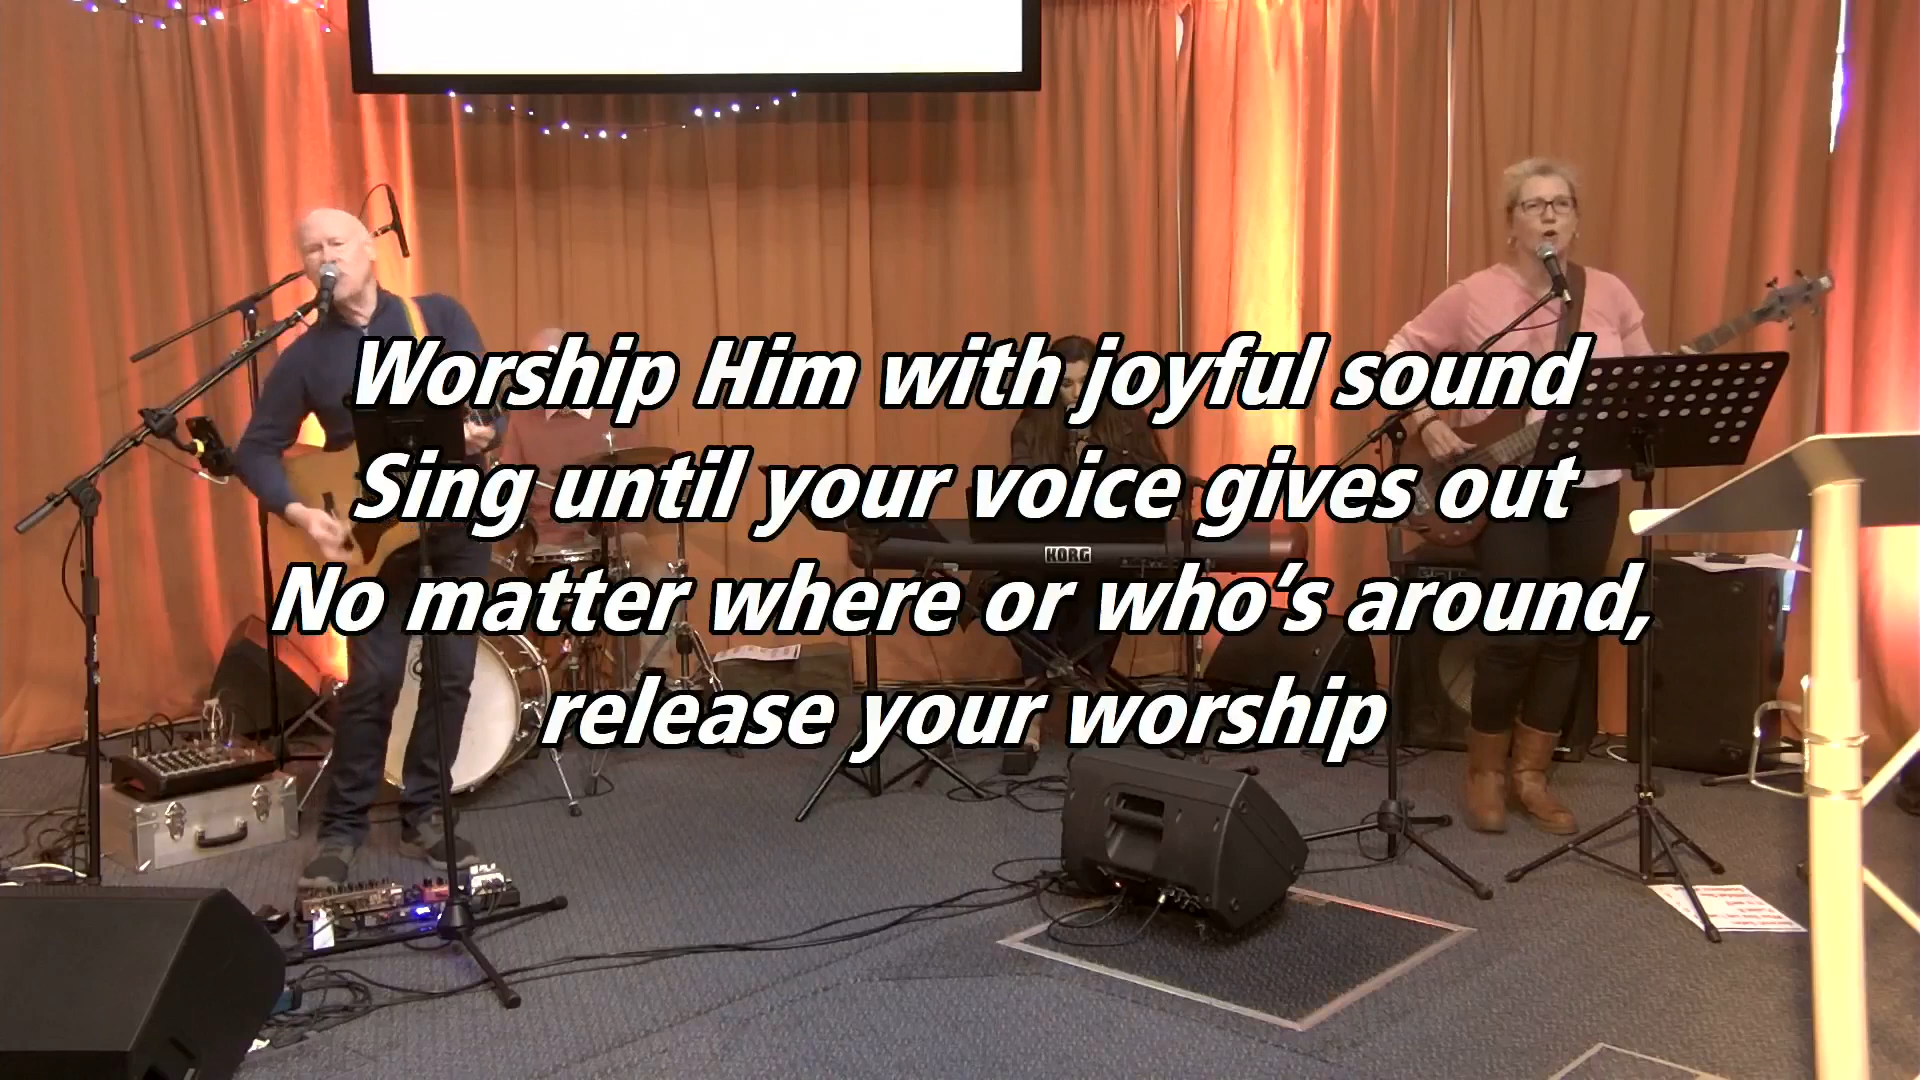 Worship Him with joyful sound
Sing until your voice gives out
KORG
No matter where or who's around,
release your worship